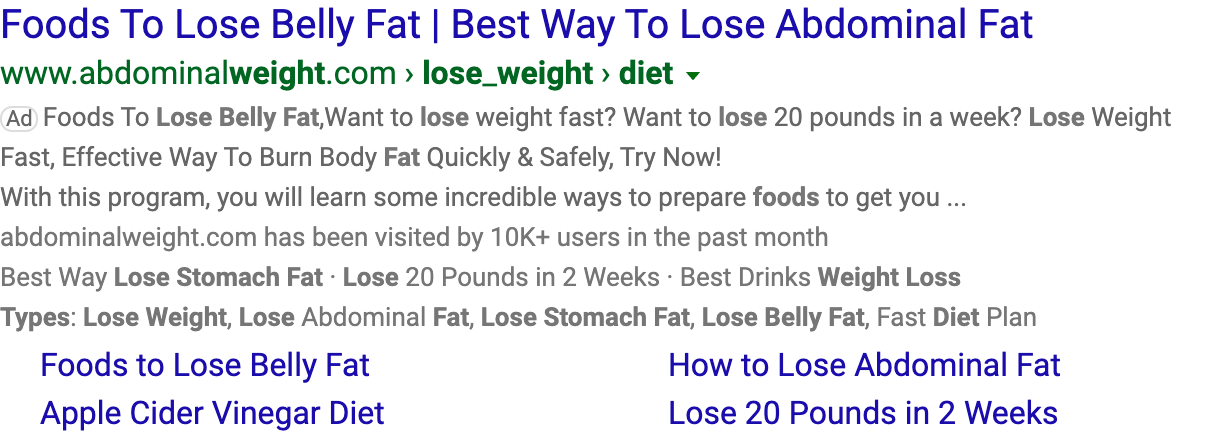 Foods To Lose Belly Fat | Best Way To Lose Abdominal Fat
www.abdominalweight.com › lose_weight › diet
Ad Foods To Lose Belly Fat,Want to lose weight fast? Want to lose 20 pounds in a week? Lose Weight
Fast, Effective Way To Burn Body Fat Quickly & Safely, Try Now!
With this program, you will learn some incredible ways to prepare foods to get you ...
abdominalweight.com has been visited by 10K+ users in the past month
Best Way Lose Stomach Fat · Lose 20 Pounds in 2 Weeks · Best Drinks Weight Loss
Types: Lose Weight, Lose Abdominal Fat, Lose Stomach Fat, Lose Belly Fat, Fast Diet Plan
Foods to Lose Belly Fat How to Lose Abdominal Fat
Apple Cider Vinegar Diet Lose 20 Pounds in 2 Weeks